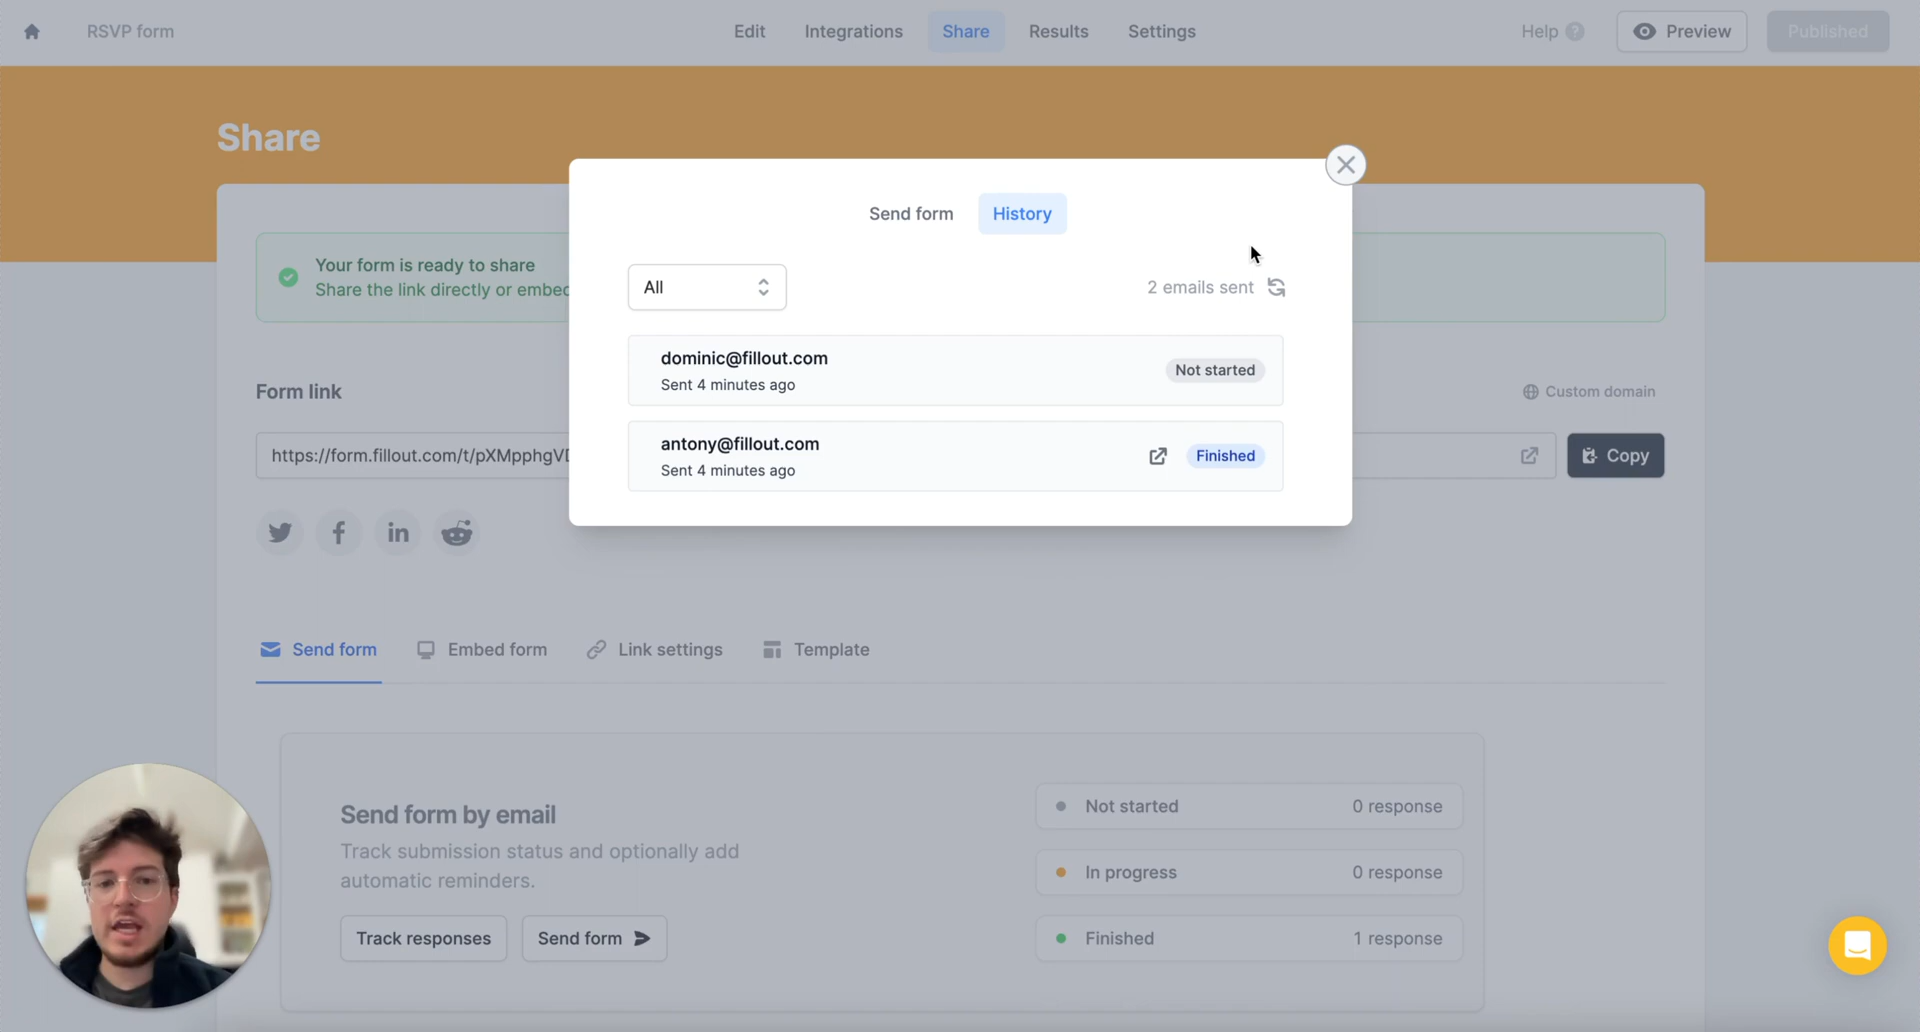 RSVP form
Edit
Integrations
Share
Results
Settings
Help
?
Preview
Published
Share
Send form
History
Your form is ready to share
Share the link directly or
All
2 emails sent
dominic@fillout.com
Sent 4 minutes ago
Not started
antony@fillout.com
Sent 4 minutes ago
Finished
Form link
Custom domain
https://form.fillout.com/t/pXMpphgV
Copy
in
Send form
Embed form
Link settings
Template
Send form by email
Track submission status and optionally add
automatic reminders.
Track responses
Send form
Not started
0 response
In progress
0 response
Finished
1 response